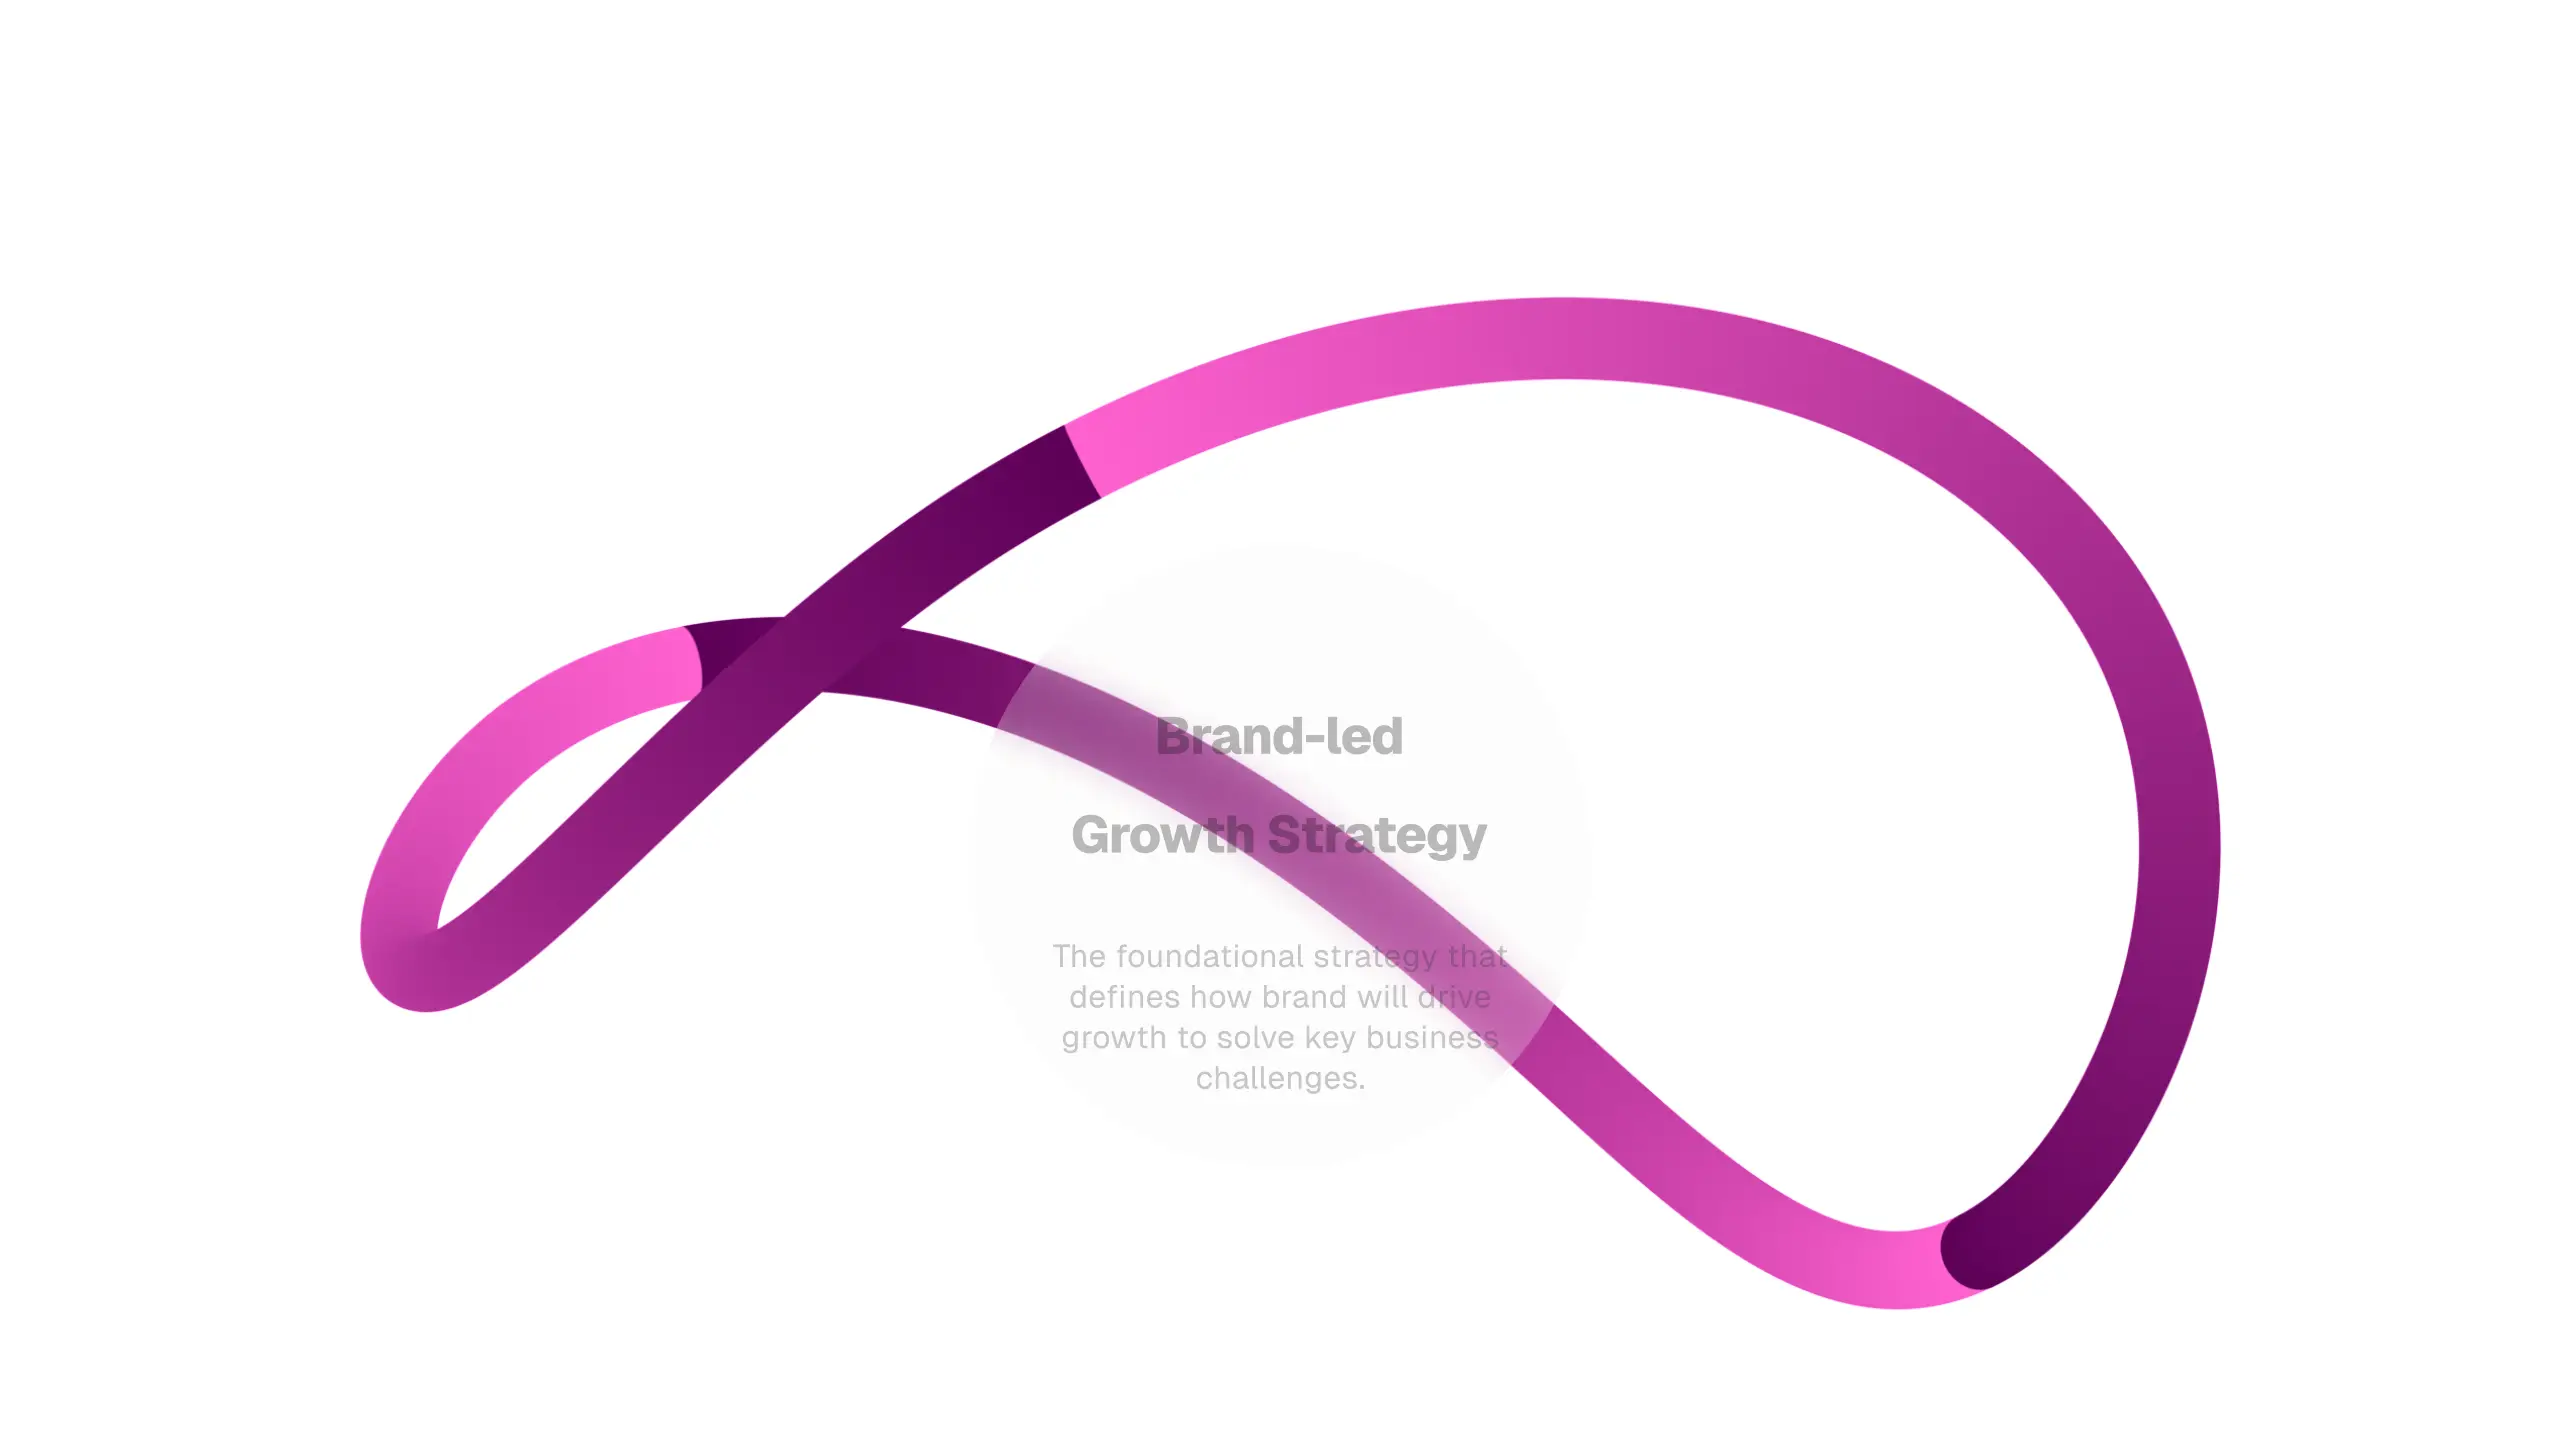 Brand-led
Growth Strategy
The foundational strategy that
defines how brand will drive
growth to solve key business
challenges.